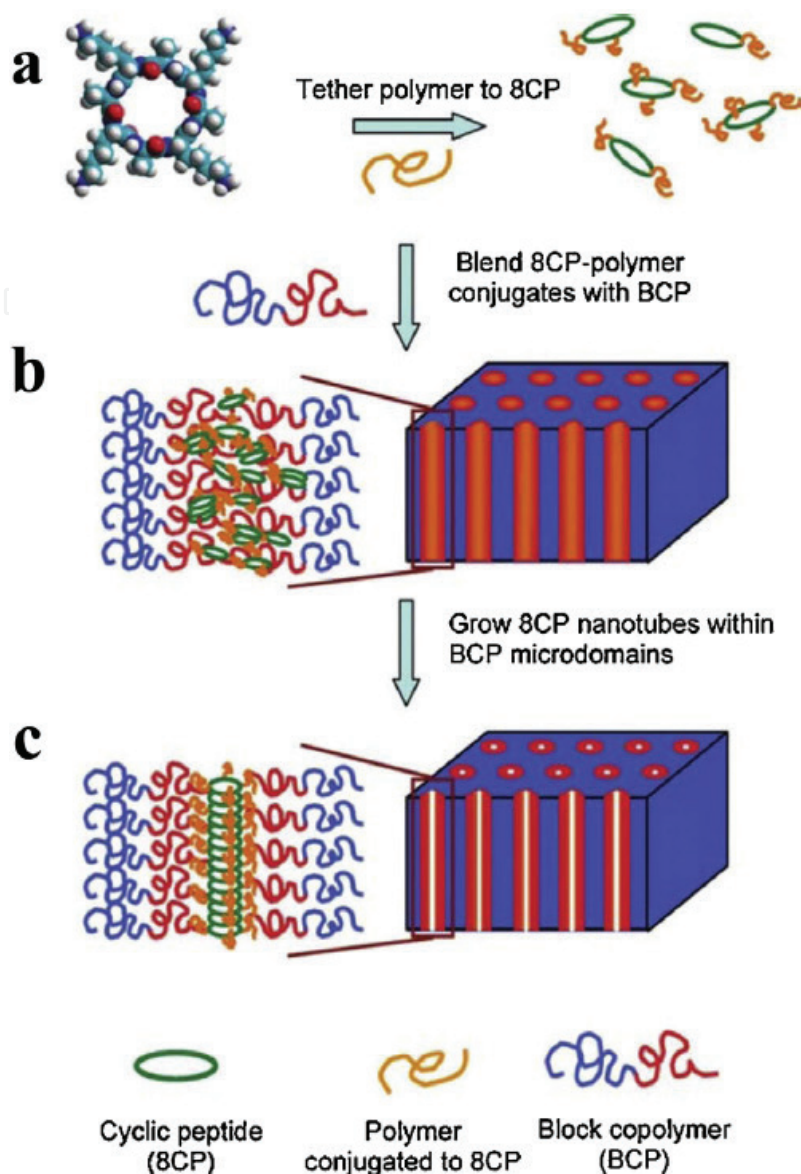 a
Tether polymer to 8CP
Blend 8CP-polymer
conjugates with BCP
b
Grow 8CP nanotubes within
BCP microdomains
c
Cyclic peptide
(8CP)
Polymer
conjugated to 8CP
Block copolymer
(BCP)